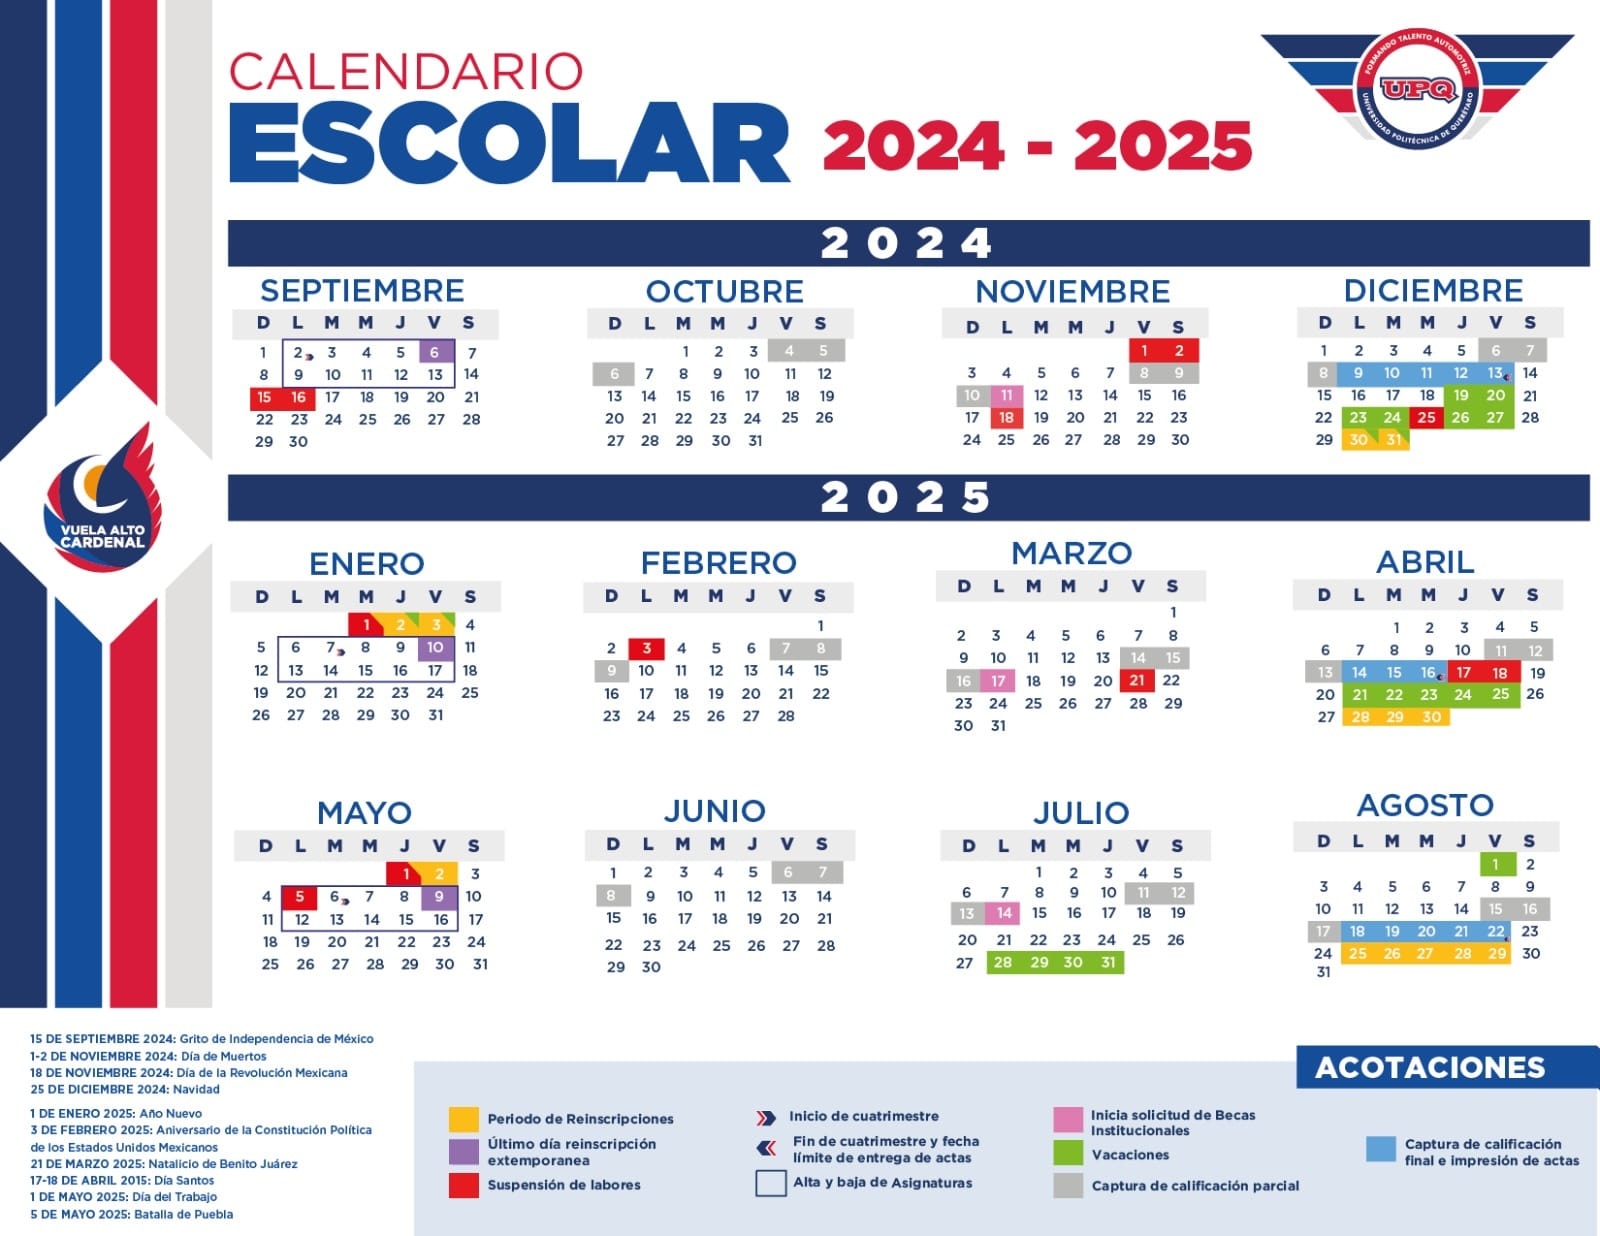 CALENDARIO
ESCOLAR 2024 - 2025
FORMANDO TALENTO AUTOMOTRIZ
UPQ
UNIVERSIDAD POLITÉCNICA DE QUERÉTARO
2024
SEPTIEMBRE
D L M M J V S
1 2 3 4 5 6 7
8 9 10 11 12 13 14
15 16 17 18 19 20 21
22 23 24 25 26 27 28
29 30
OCTUBRE
D L M M J V S
1 2 3 4 5
6 7 8 9 10 11 12
13 14 15 16 17 18 19
20 21 22 23 24 25 26
27 28 29 30 31
NOVIEMBRE
D L M M J V S
1 2
3 4 5 6 7 8 9
10 11 12 13 14 15 16
17 18 19 20 21 22 23
24 25 26 27 28 29 30
DICIEMBRE
D L M M J V S
1 2 3 4 5 6 7
8 9 10 11 12 13 14
15 16 17 18 19 20 21
22 23 24 25 26 27 28
29 30 31
VUELA ALTO
CARDENAL
2025
ENERO
D L M M J V S
1 2 3 4
5 6 7 8 9 10 11
12 13 14 15 16 17 18
19 20 21 22 23 24 25
26 27 28 29 30 31
FEBRERO
D L M M J V S
1
2 3 4 5 6 7 8
9 10 11 12 13 14 15
16 17 18 19 20 21 22
23 24 25 26 27 28
MARZO
D L M M J V S
1
2 3 4 5 6 7 8
9 10 11 12 13 14 15
16 17 18 19 20 21 22
23 24 25 26 27 28 29
30 31
ABRIL
D L M M J V S
1 2 3 4 5
6 7 8 9 10 11 12
13 14 15 16 17 18 19
20 21 22 23 24 25 26
27 28 29 30
MAYO
D L M M J V S
1 2 3
4 5 6 7 8 9 10
11 12 13 14 15 16 17
18 19 20 21 22 23 24
25 26 27 28 29 30 31
JUNIO
D L M M J V S
1 2 3 4 5 6 7
8 9 10 11 12 13 14
15 16 17 18 19 20 21
22 23 24 25 26 27 28
29 30
JULIO
D L M M J V S
1 2 3 4 5
6 7 8 9 10 11 12
13 14 15 16 17 18 19
20 21 22 23 24 25 26
27 28 29 30 31
AGOSTO
D L M M J V S
1 2
3 4 5 6 7 8 9
10 11 12 13 14 15 16
17 18 19 20 21 22 23
24 25 26 27 28 29 30
31
15 DE SEPTIEMBRE 2024: Grito de Independencia de México
1-2 DE NOVIEMBRE 2024: Día de Muertos
18 DE NOVIEMBRE 2024: Día de la Revolución Mexicana
25 DE DICIEMBRE 2024: Navidad
1 DE ENERO 2025: Año Nuevo
3 DE FEBRERO 2025: Aniversario de la Constitución Política
de los Estados Unidos Mexicanos
21 DE MARZO 2025: Natalicio de Benito Juárez
17-18 DE ABRIL 2015: Día Santos
1 DE MAYO 2025: Día del Trabajo
5 DE MAYO 2025: Batalla de Puebla
ACOTACIONES
Periodo de Reinscripciones
Último día reinscripción
extemporanea
Suspensión de labores
Inicio de cuatrimestre
Fin de cuatrimestre y fecha
límite de entrega de actas
Alta y baja de Asignaturas
Inicia solicitud de Becas
Institucionales
Vacaciones
Captura de calificación parcial
Captura de calificación
final e impresión de actas